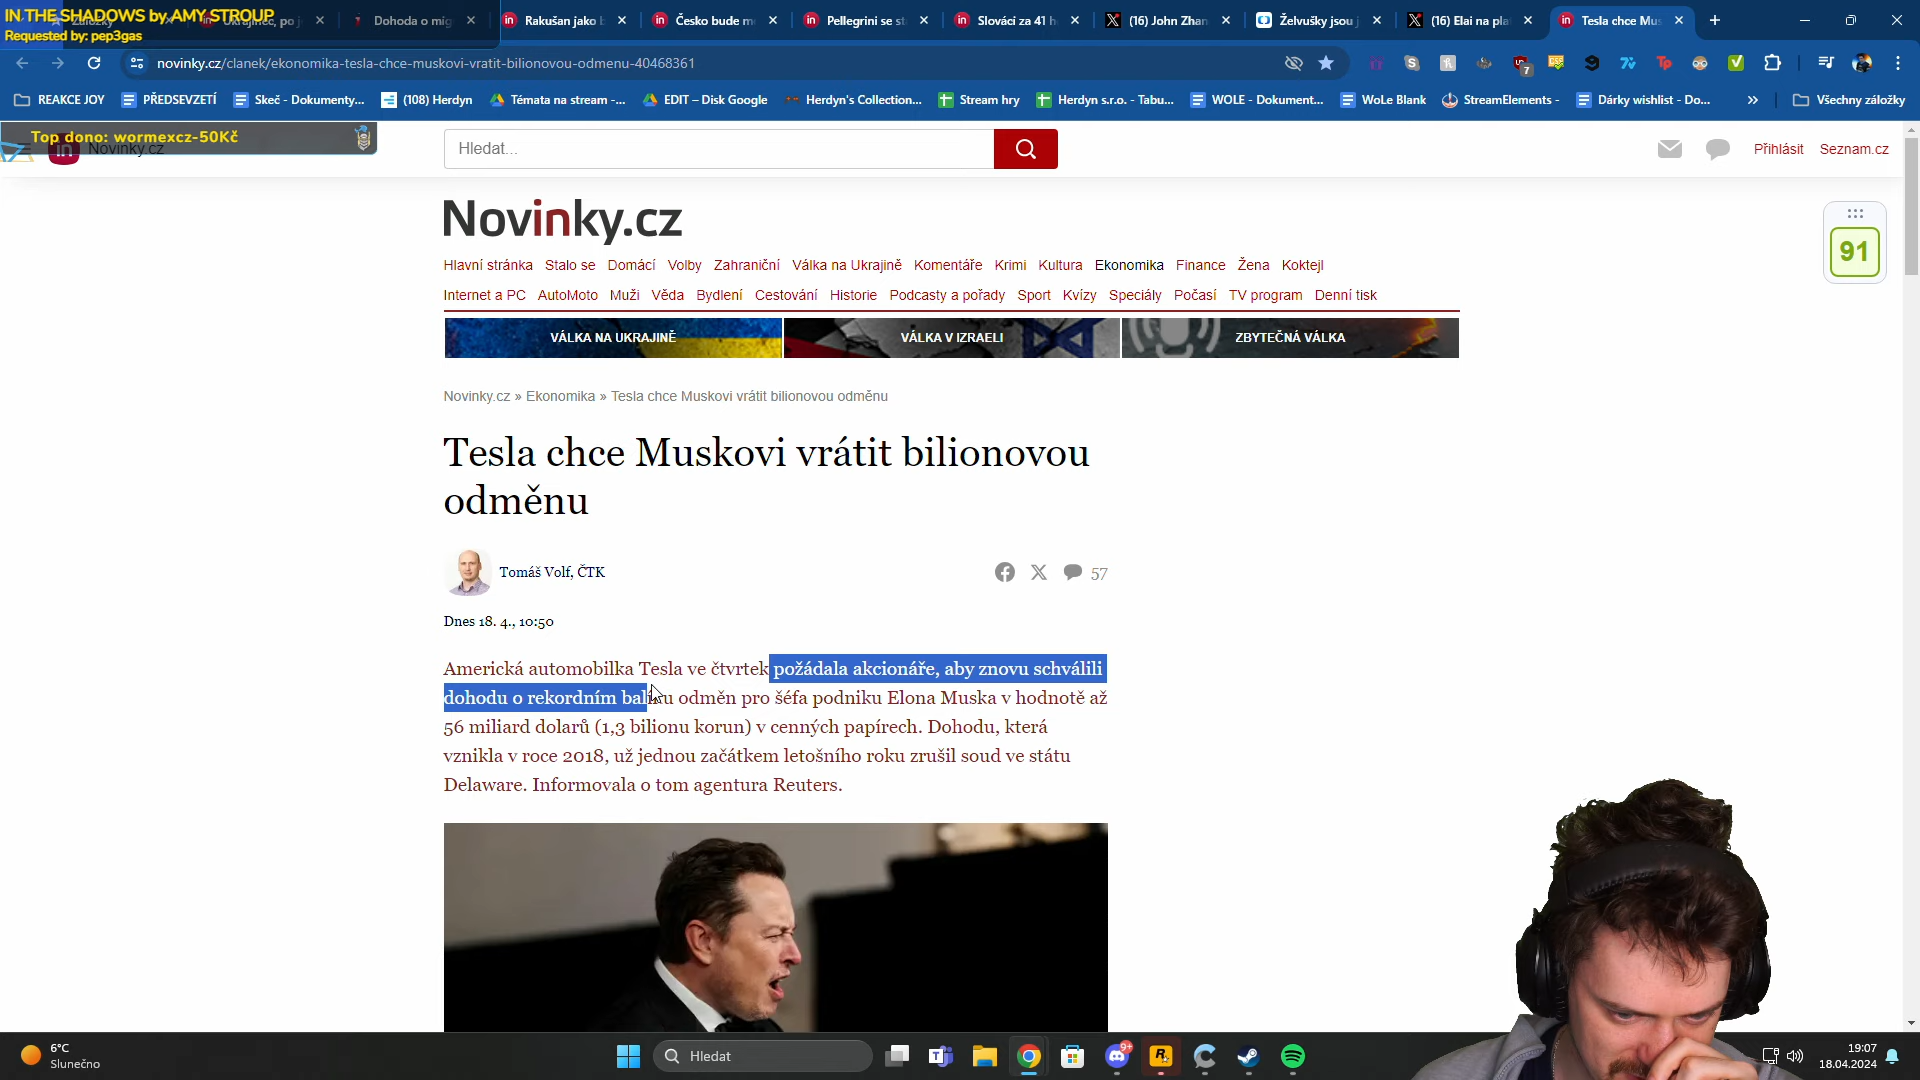 IN THE SHADOWS by AMY STROUP
Requested by: pep3gas
Dohoda o mig
Rakušan jako
Česko bude m
Pellegrini se s
Slováci za 41 h
(16) John Zhan
Želvušky jsou
(16) Elai na pla
Tesla chce Mus
novinky.cz/clanek/ekonomika-tesla-chce-muskovi-vratit-bilionovou-odmenu-40468361
REAKCE JOY
PŘEDSEVZETÍ
Skeč - Dokumenty...
(108) Herdyn
Témata na stream -...
EDIT – Disk Google
Herdyn's Collection...
Stream hry
Herdyn s.r.o. - Tabu...
WOLE - Dokument...
WoLe Blank
StreamElements -
Dárky wishlist - Do...
»
Všechny záložky
Top dono: wormexcz-50Kč
Novinky.cz
Hledat...
Přihlásit
Seznam.cz
Novinky.cz
91
Hlavní stránka Stalo se Domácí Volby Zahraniční Válka na Ukrajině Komentáře Krimi Kultura Ekonomika Finance Žena Koktejl
Internet a PC AutoMoto Muži Věda Bydlení Cestování Historie Podcasty a pořady Sport Kvízy Speciály Počasí TV program Denní tisk
VÁLKA NA UKRAJINĚ
VÁLKA V IZRAELI
ZBYTEČNÁ VÁLKA
Novinky.cz » Ekonomika » Tesla chce Muskovi vrátit bilionovou odměnu
Tesla chce Muskovi vrátit bilionovou
odměnu
Tomáš Volf, ČTK
57
Dnes 18. 4., 10:50
Americká automobilka Tesla ve čtvrtek požádala akcionáře, aby znovu schválili
dohodu o rekordním balíku odměn pro šéfa podniku Elona Muska v hodnotě až
56 miliard dolarů (1,3 bilionu korun) v cenných papírech. Dohodu, která
vznikla v roce 2018, už jednou začátkem letošního roku zrušil soud ve státu
Delaware. Informovala o tom agentura Reuters.
6°C
Slunečno
Hledat
19:07
18.04.2024